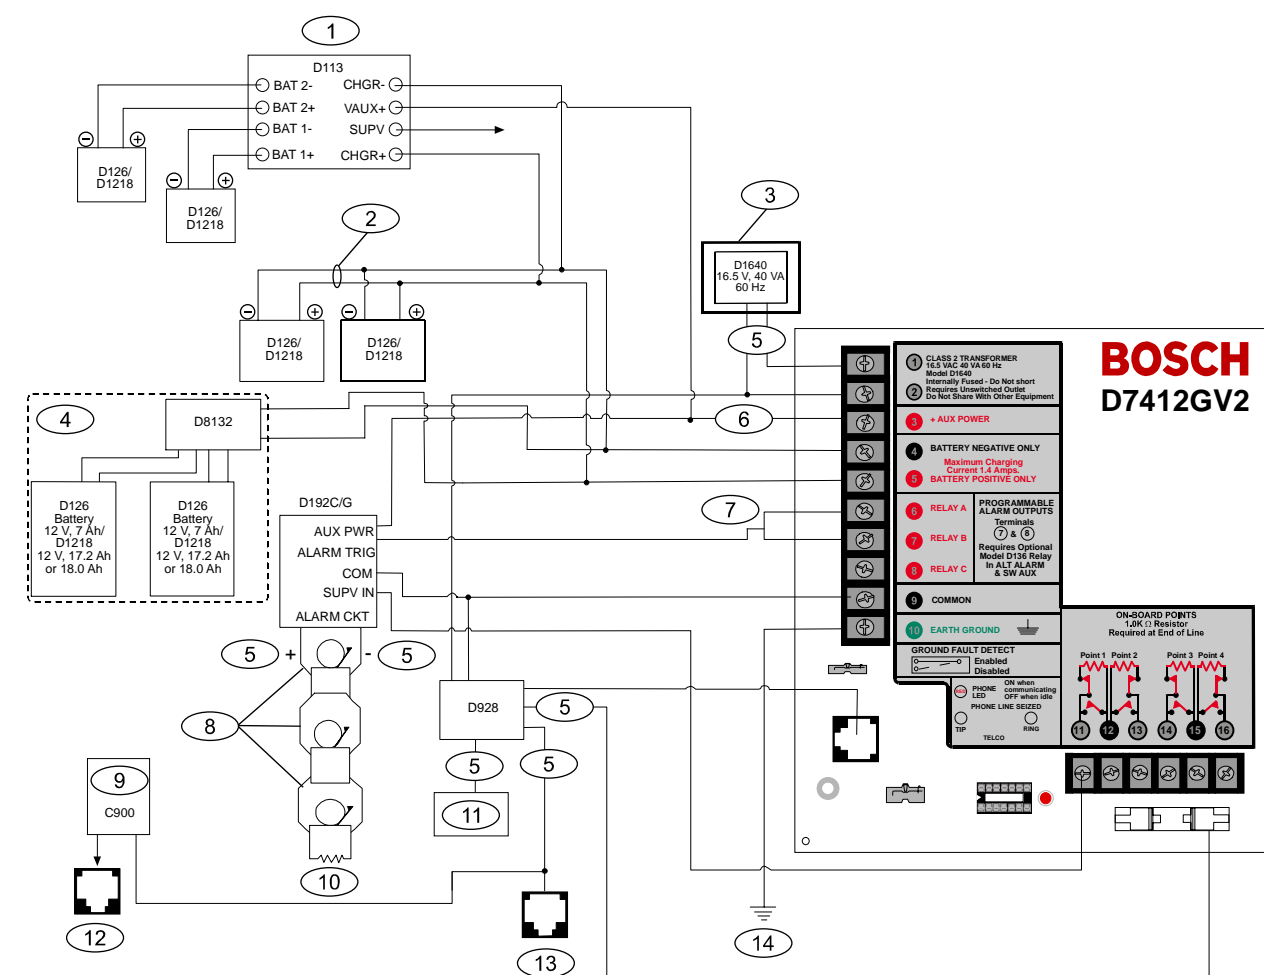 1
D113
BAT 2-
CHGR-
BAT 2+
VAUX+
BAT 1-
SUPV
BAT 1+
CHGR+
D126/
D1218
D126/
D1218
2
3
D1640
16.5 V, 40 VA
60 Hz
D126/
D1218
D126/
D1218
5
4
D8132
D126
Battery
12 V, 7 Ah/
D1218
12 V, 17.2 Ah
or 18.0 Ah
D126
Battery
12 V, 7 Ah/
D1218
12 V, 17.2 Ah
or 18.0 Ah
6
7
D192C/G
AUX PWR
ALARM TRIG
COM
SUPV IN
ALARM CKT
5
+
-
5
8
10
D928
5
5
5
11
9
C900
12
13
14
BOSCH
D7412GV2
1
CLASS 2 TRANSFORMER
16.5 VAC 40 VA 60 Hz
Model D1640
Internally Fused - Do Not short
2
Requires Unswitched Outlet
Do Not Share With Other Equipment
3
+ AUX POWER
4
BATTERY NEGATIVE ONLY
Maximum Charging
Current 1.4 Amps.
5
BATTERY POSITIVE ONLY
6
RELAY A
7
RELAY B
8
RELAY C
PROGRAMMABLE
ALARM OUTPUTS
Terminals
7 & 8
Requires Optional
Model D136 Relay
In ALT ALARM
& SW AUX
9
COMMON
10
EARTH GROUND
GROUND FAULT DETECT
Enabled
Disabled
RED
PHONE
LED
ON when
communicating
OFF when idle
PHONE LINE SEIZED
TIP
RING
TELCO
ON-BOARD POINTS
1.0K Ω Resistor
Required at End of Line
Point 1
Point 2
Point 3
Point 4
11
12
13
14
15
16